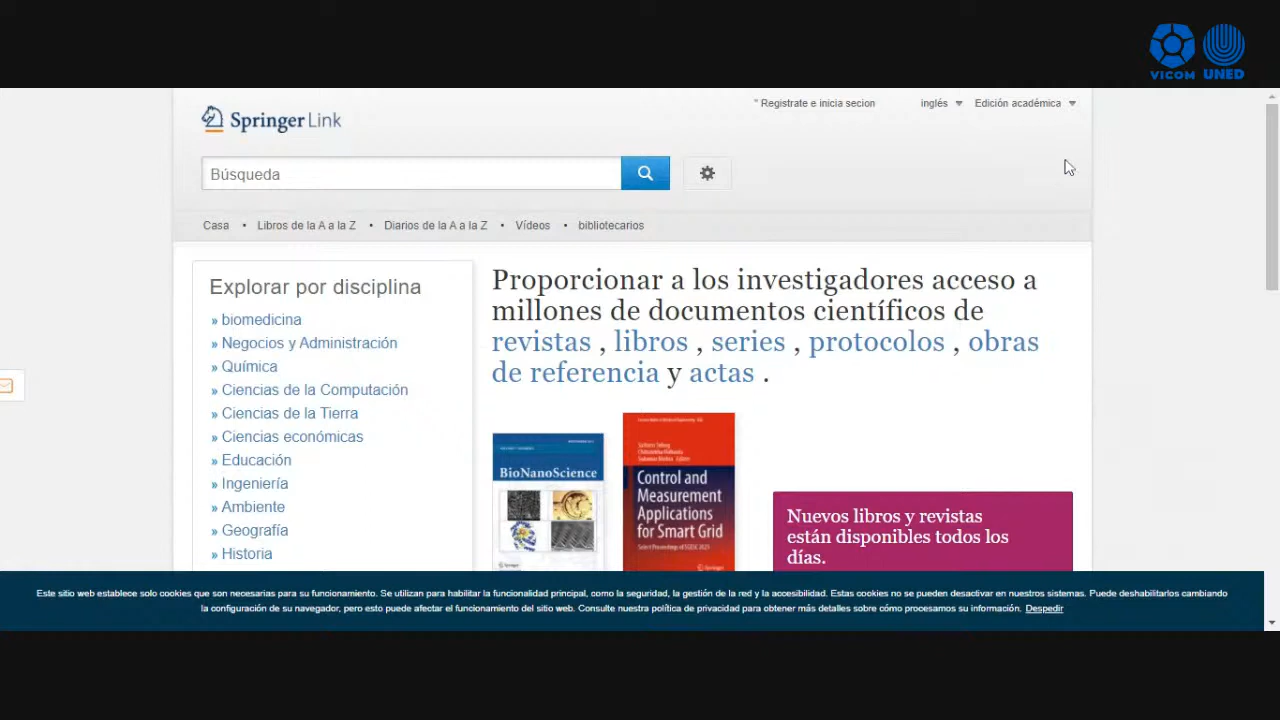 VICOM UNED
Springer Link
" Registrate e inicia secion
inglés
Edición académica
Búsqueda
Casa • Libros de la A a la Z • Diarios de la A a la Z • Vídeos • bibliotecarios
Explorar por disciplina
» biomedicina
» Negocios y Administración
» Química
» Ciencias de la Computación
» Ciencias de la Tierra
» Ciencias económicas
» Educación
» Ingeniería
» Ambiente
» Geografía
» Historia
Proporcionar a los investigadores acceso a
millones de documentos científicos de
revistas , libros , series , protocolos , obras
de referencia y actas .
BioNanoScience
Control and
Measurement
Applications
for Smart Grid
Springer
Nuevos libros y revistas
están disponibles todos los
días.
Este sitio web establece solo cookies que son necesarias para su funcionamiento. Se utilizan para habilitar la funcionalidad principal, como la seguridad, la gestión de la red y la accesibilidad. Estas cookies no se pueden desactivar en nuestros sistemas. Puede deshabilitarlos cambiando
la configuración de su navegador, pero esto puede afectar el funcionamiento del sitio web. Consulte nuestra política de privacidad para obtener más detalles sobre cómo procesamos su información. Despedir